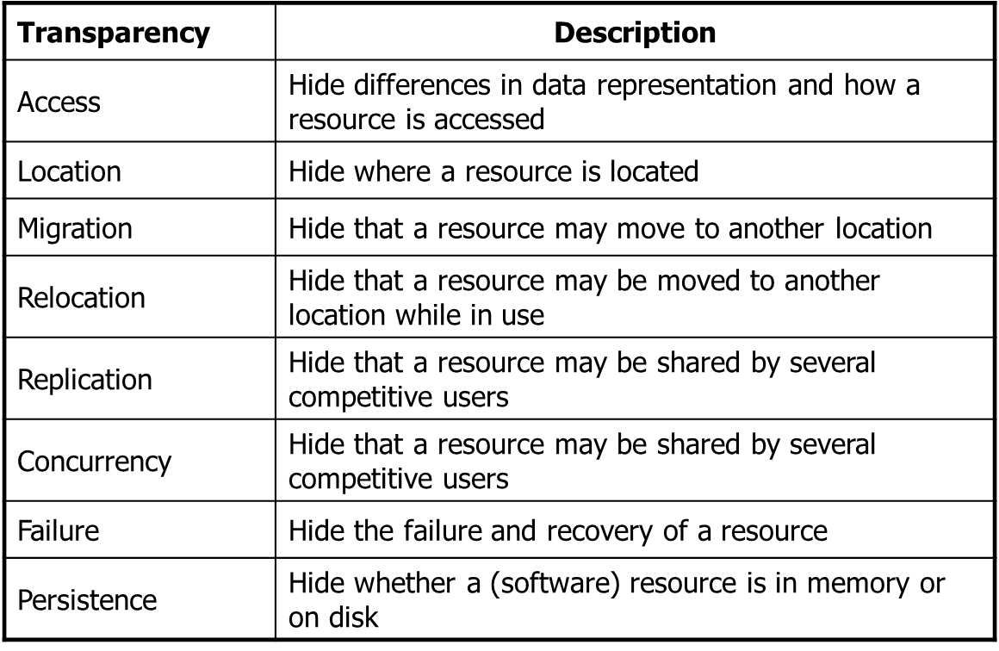 Transparency Description
Access
Hide differences in data representation and how a
resource is accessed
Location Hide where a resource is located
Migration Hide that a resource may move to another location
Relocation
Hide that a resource may be moved to another
location while in use
Replication
Hide that a resource may be shared by several
competitive users
Concurrency
Hide that a resource may be shared by several
competitive users
Failure Hide the failure and recovery of a resource
Persistence
Hide whether a (software) resource is in memory or
on disk